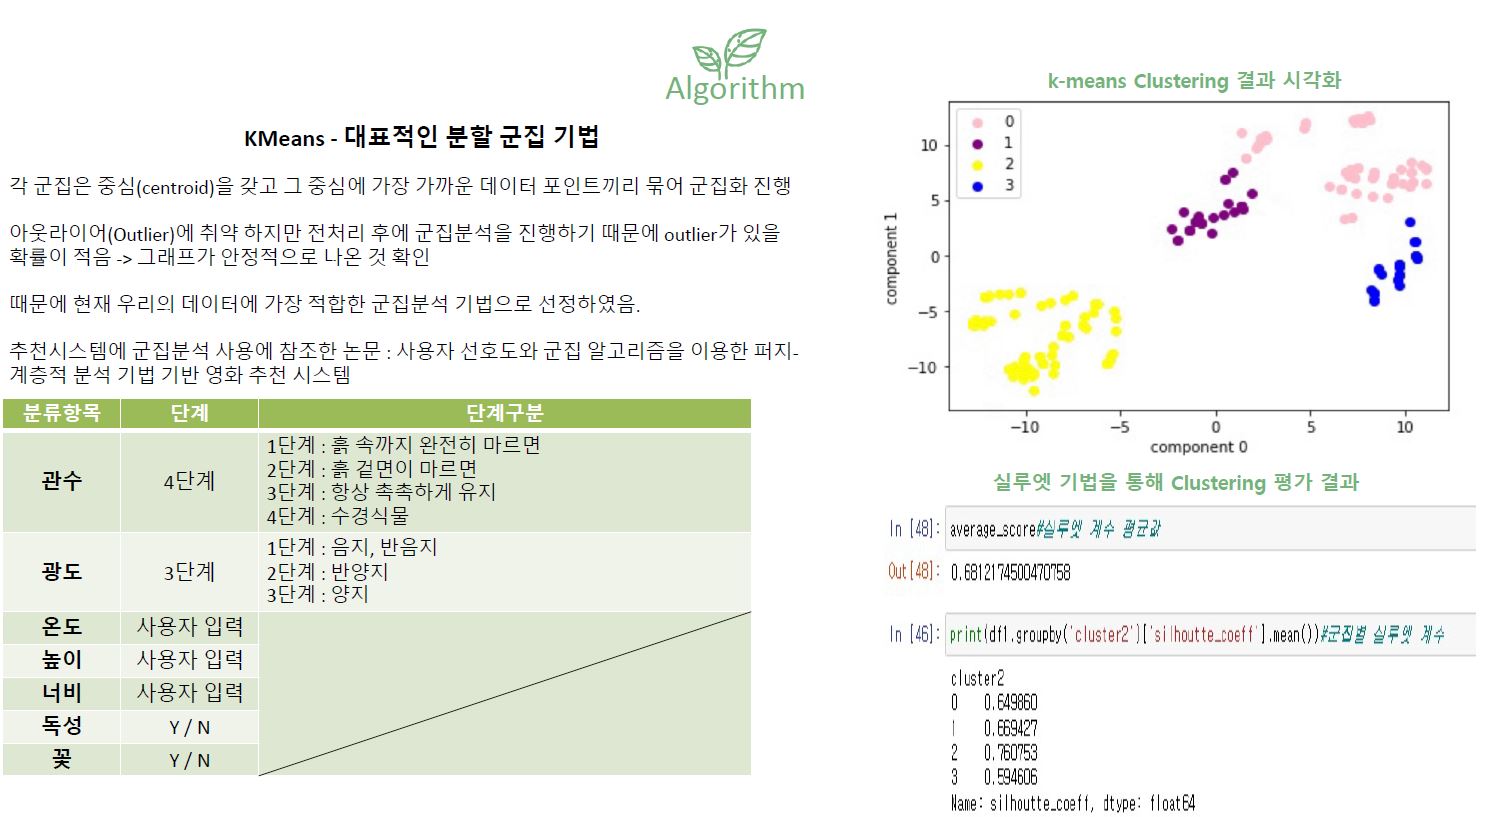 Algorithm
KMeans - 대표적인 분할 군집 기법
각 군집은 중심(centroid)을 갖고 그 중심에 가장 가까운 데이터 포인트끼리 묶어 군집화 진행
아웃라이어(Outlier)에 취약 하지만 전처리 후에 군집분석을 진행하기 때문에 outlier가 있을
확률이 적음 -> 그래프가 안정적으로 나온 것 확인
때문에 현재 우리의 데이터에 가장 적합한 군집분석 기법으로 선정하였음.
추천시스템에 군집분석 사용에 참조한 논문 : 사용자 선호도와 군집 알고리즘을 이용한 퍼지-
계층적 분석 기법 기반 영화 추천 시스템
분류항목 단계 단계구분
관수 4단계
1단계 : 흙 속까지 완전히 마르면
2단계 : 흙 겉면이 마르면
3단계 : 항상 촉촉하게 유지
4단계 : 수경식물
광도 3단계
1단계 : 음지, 반음지
2단계 : 반양지
3단계 : 양지
온도 사용자 입력
높이 사용자 입력
너비 사용자 입력
독성 Y / N
꽃 Y / N
k-means Clustering 결과 시각화
0
1
2
3
10
5
0
−5
−10
component 1
−10 −5 0 5 10
component 0
실루엣 기법을 통해 Clustering 평가 결과
In [48]: average_score#실루엣 계수 평균값
Out[48]: 0.6812174500470758
In [46]: print(df1.groupby('cluster2')['silhoutte_coeff'].mean())#군집별 실루엣 계수
cluster2
0 0.649860
1 0.669427
2 0.760753
3 0.594606
Name: silhoutte_coeff, dtype: float64